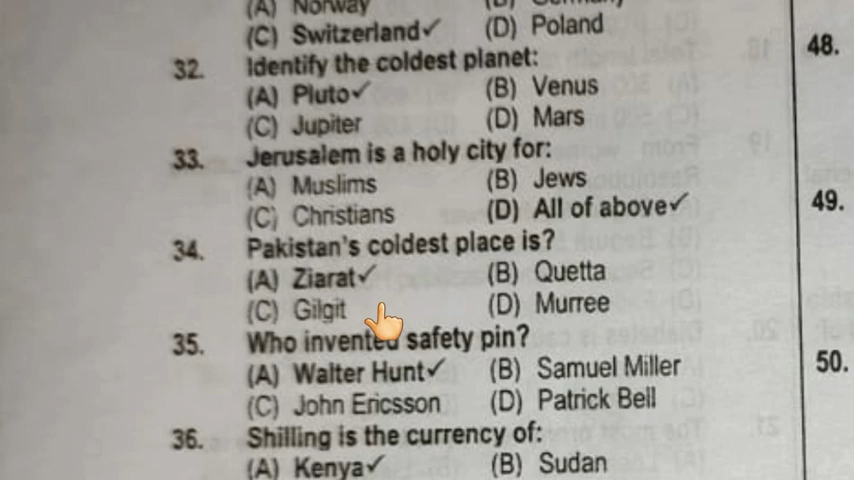 (A) Norway (B) Germany
(C) Switzerland✓ (D) Poland
32. Identify the coldest planet:
(A) Pluto✓ (B) Venus
(C) Jupiter (D) Mars
33. Jerusalem is a holy city for:
(A) Muslims (B) Jews
(C) Christians (D) All of above✓
34. Pakistan's coldest place is?
(A) Ziarat✓ (B) Quetta
(C) Gilgit (D) Murree
35. Who invented safety pin?
(A) Walter Hunt✓ (B) Samuel Miller
(C) John Ericsson (D) Patrick Bell
36. Shilling is the currency of:
(A) Kenya✓ (B) Sudan
48.
49.
50.